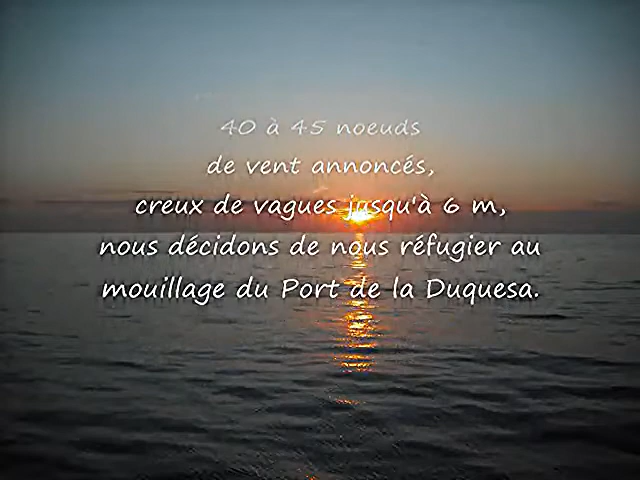 40 à 45 noeuds
de vent annoncés,
creux de vagues jusqu'à 6 m,
nous décidons de nous réfugier au
mouillage du Port de la Duquesa.